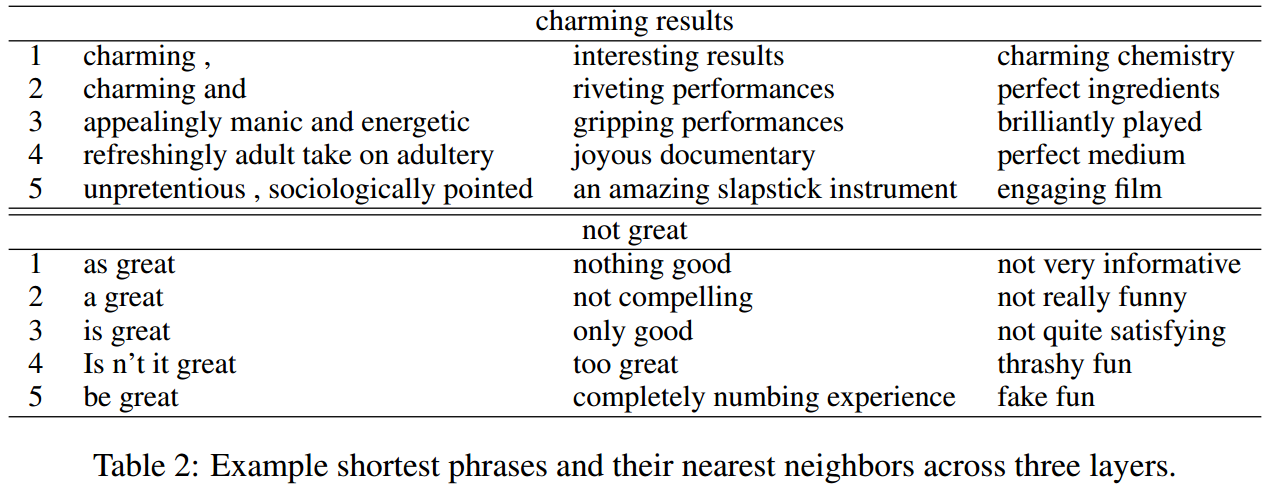 charming results
1 charming , interesting results charming chemistry
2 charming and riveting performances perfect ingredients
3 appealingly manic and energetic gripping performances brilliantly played
4 refreshingly adult take on adultery joyous documentary perfect medium
5 unpretentious , sociologically pointed an amazing slapstick instrument engaging film
not great
1 as great nothing good not very informative
2 a great not compelling not really funny
3 is great only good not quite satisfying
4 Is n’t it great too great thrashy fun
5 be great completely numbing experience fake fun
Table 2: Example shortest phrases and their nearest neighbors across three layers.